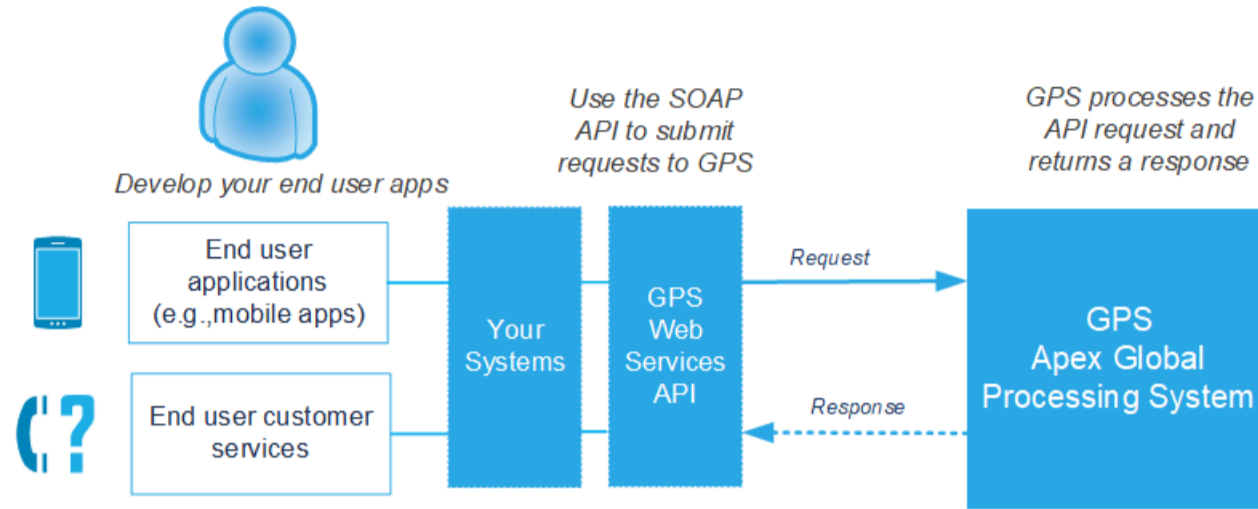 Develop your end user apps
Use the SOAP
API to submit
requests to GPS
GPS processes the
API request and
returns a response
End user
applications
(e.g.,mobile apps)
End user customer
services
Your
Systems
GPS
Web
Services
API
Request
Response
GPS
Apex Global
Processing System
?